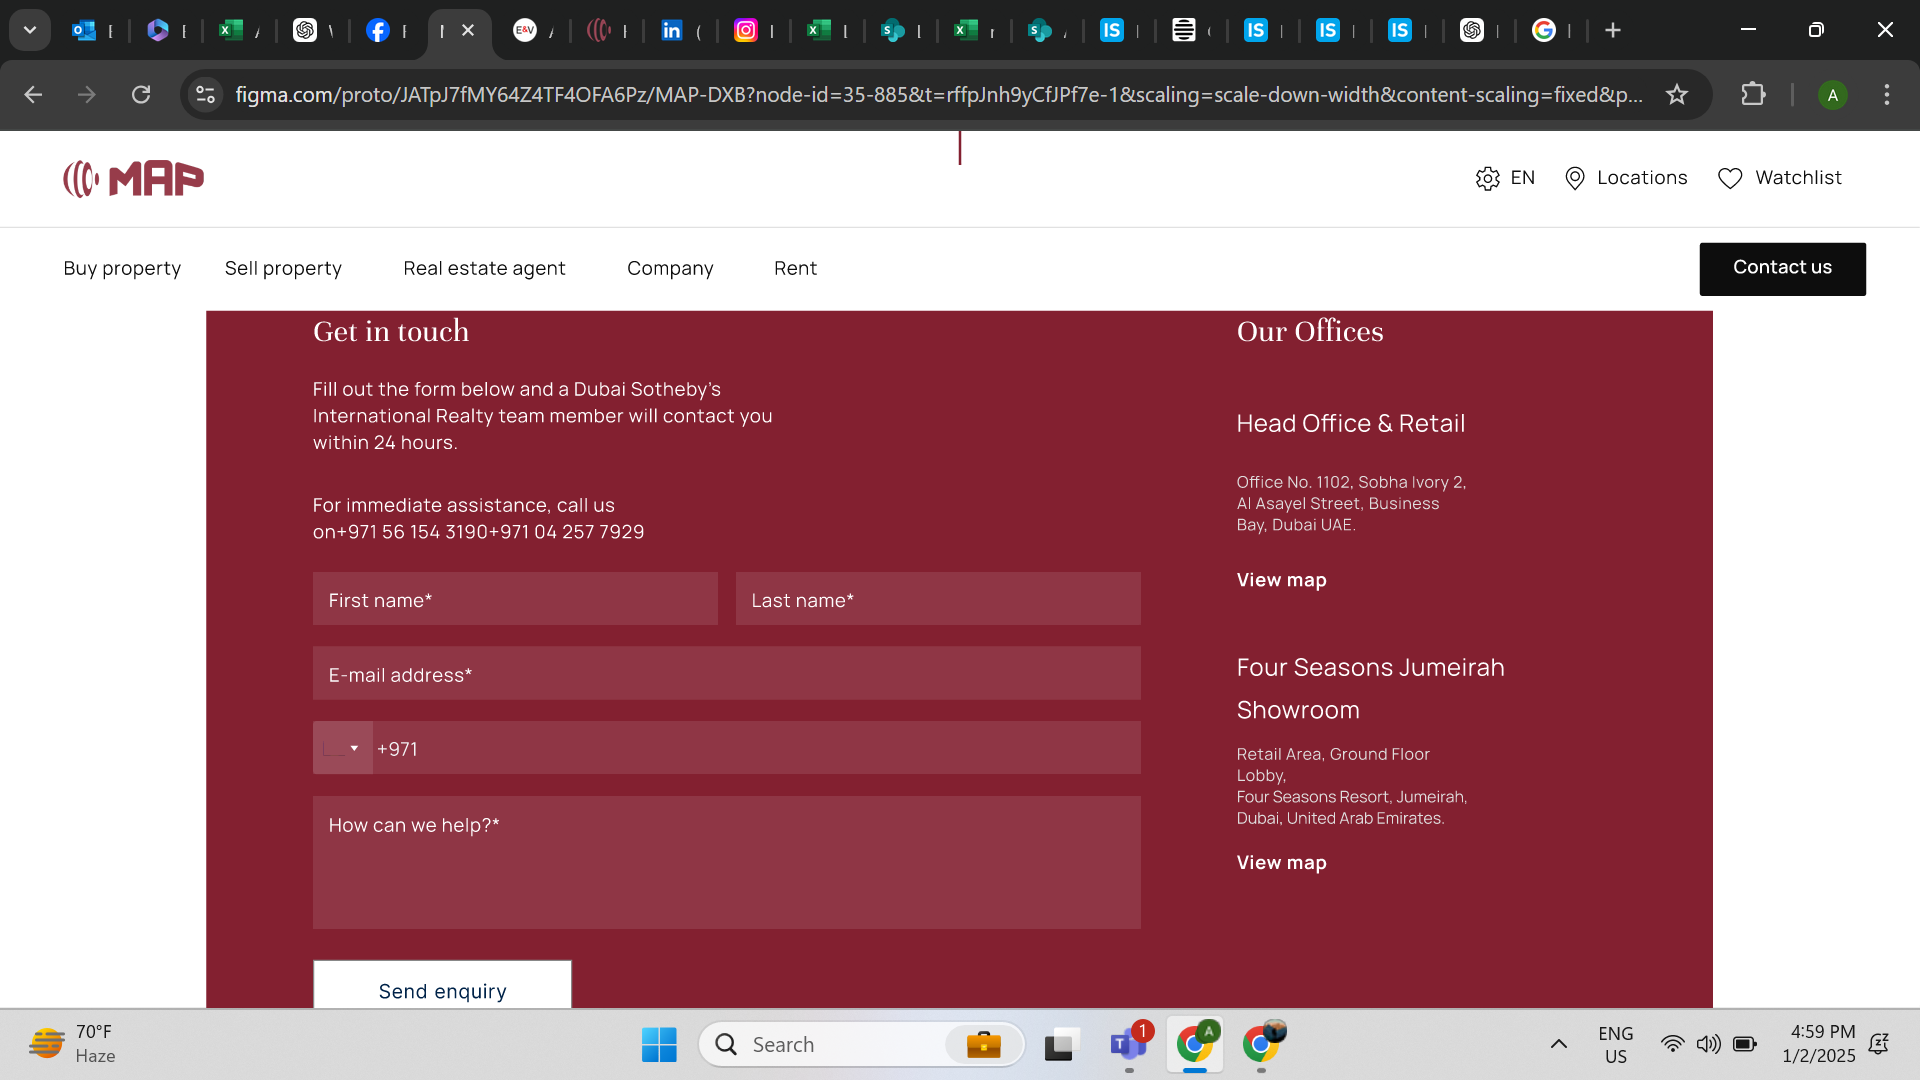 figma.com/proto/JATpJ7fMY64Z4TF4OFA6Pz/MAP-DXB?node-id=35-885&t=rffpJnh9yCfJPf7e-1&scaling=scale-down-width&content-scaling=fixed&p...
A
MAP
EN
Locations
Watchlist
Buy property
Sell property
Real estate agent
Company
Rent
Contact us
Get in touch
Fill out the form below and a Dubai Sotheby's
International Realty team member will contact you
within 24 hours.
For immediate assistance, call us
on+971 56 154 3190+971 04 257 7929
First name*
Last name*
E-mail address*
+971
How can we help?*
Send enquiry
Our Offices
Head Office & Retail
Office No. 1102, Sobha Ivory 2,
Al Asayel Street, Business
Bay, Dubai UAE.
View map
Four Seasons Jumeirah
Showroom
Retail Area, Ground Floor
Lobby,
Four Seasons Resort, Jumeirah,
Dubai, United Arab Emirates.
View map
70°F
Haze
Search
1
A
ENG
US
4:59 PM
1/2/2025